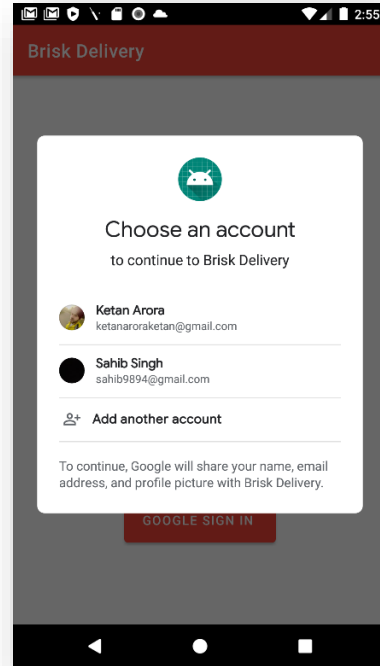 2:55
Brisk Delivery
Choose an account
to continue to Brisk Delivery
Ketan Arora
ketanaroraketan@gmail.com
Sahib Singh
sahib9894@gmail.com
Add another account
To continue, Google will share your name, email
address, and profile picture with Brisk Delivery.
GOOGLE SIGN IN